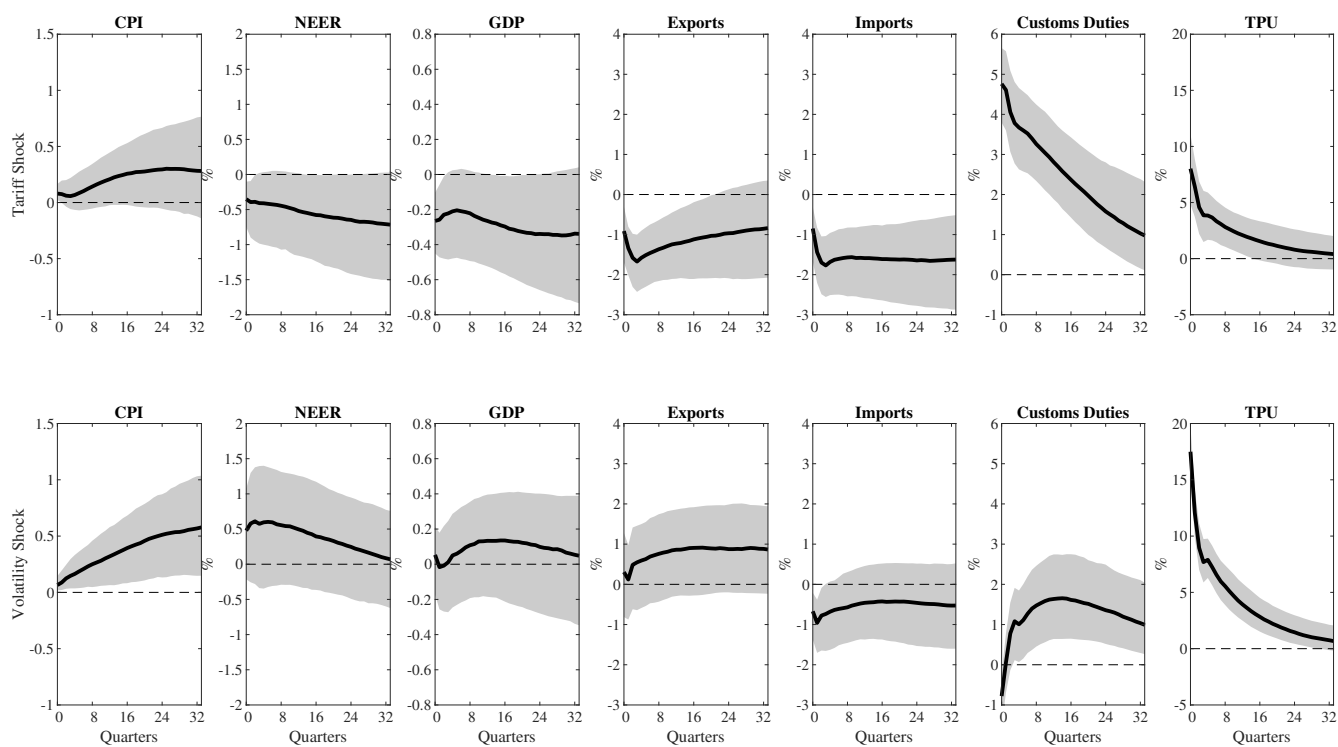 CPI NEER GDP Exports Imports Customs Duties TPU
1.5 2 0.8 4 4 6 20
1.5 0.6 3 3 5 15
1 1 0.4 2 2 4 10
0.5 0.5 0.2 1 1 3 5
Tariff Shock
0 % 0 % 0 % 0 % 0 % 2 % 0
-0.5 -0.2 -1 -1 1
-0.5 -1 -0.4 -2 -2 0
-1.5 -0.6
-1 -2 -0.8 -3 -3 -1 -5
0 8 16 24 32 0 8 16 24 32 0 8 16 24 32 0 8 16 24 32 0 8 16 24 32 0 8 16 24 32 0 8 16 24 32
CPI NEER GDP Exports Imports Customs Duties TPU
1.5 2 0.8 4 4 6 20
1.5 0.6 3 3 5 15
1 1 0.4 2 2 4 10
0.5 0.5 0.2 1 1 3 5
Volatility Shock
0 % 0 % 0 % 0 % 0 % 2 % 0
-0.5 -0.2 -1 -1 1
-0.5 -1 -0.4 -2 -2 0
-1.5 -0.6
-1 -2 -0.8 -3 -3 -1 -5
0 8 16 24 32 0 8 16 24 32 0 8 16 24 32 0 8 16 24 32 0 8 16 24 32 0 8 16 24 32 0 8 16 24 32
Quarters Quarters Quarters Quarters Quarters Quarters Quarters